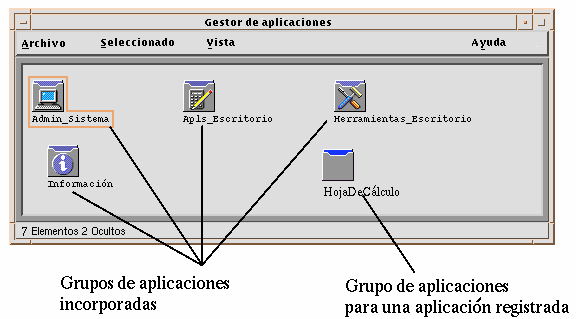 Gestor de aplicaciones
Archivo Seleccionado Vista Ayuda
Admin_Sistema Apls_Escritorio Herramientas_Escritorio
Información HojaDeCálculo
7 Elementos 2 Ocultos
Grupos de aplicaciones
incorporadas
Grupo de aplicaciones
para una aplicación registrada